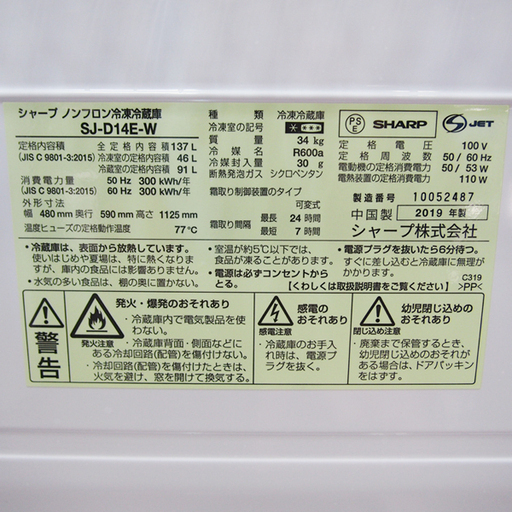 シャープ ノンフロン冷凍冷蔵庫
SJ-D14E-W
定格内容積 全定格内容積 137 L
(JIS C 9801-3:2015) 冷凍室の定格内容積 46 L
冷蔵室の定格内容積 91 L
消費電力量 50 Hz 300 kWh/年
(JIS C 9801-3:2015) 60 Hz 300 kWh/年
外形寸法
幅 480mm 奥行 590mm 高さ 1125mm
温度ヒューズの定格動作温度 77℃
種類 冷凍冷蔵庫
冷凍室の記号
質量 34 kg
冷媒 R600a
冷媒封入量 30 g
断熱発泡ガス シクロペンタン
霜取り制御装置のタイプ
可変式
霜取り間隔 最長 24 時間
最短 7 時間
PS
E
SHARP
S JET
定格電圧 100 V
定格周波数 50 / 60 Hz
電動機の定格消費電力 50 / 53 W
電熱装置の定格消費電力 110 W
製造番号 10052487
中国製 2019 年製
シャープ株式会社
・冷蔵庫は、表面から放熱しています。
使いはじめや夏場は、特に熱くなり
ますが、庫内の食品には影響ありま
せん。
・水気の多い食品は、棚の奥に置かない。
・室温が約5℃以下では、食
品が凍ることがあります。
・電源は必ずコンセントから
とる。
・電源プラグを抜いたら6分待つ。
すぐに差し込むと冷却装置に無理が
かかります。
【くわしくは取扱説明書をご覧ください】
C319
>PP<
警告
発火注意
発火・爆発のおそれあり
・冷蔵庫内で電気製品を使
わない。
・冷蔵庫背面・側面などに
ある冷却回路(配管)を傷付けない。
・冷却回路(配管)を傷付けたときは、
火気を避け、窓を開けて換気する。
感電注意
感電の
おそれあり
・冷蔵庫のお手入
れ時は、電源プラ
グを抜く。
閉じ込め注意
幼児閉じ込めの
おそれあり
・廃棄まで保管するとき、
幼児閉じ込めのおそれが
ある場合は、ドアパッキン
をはずす。